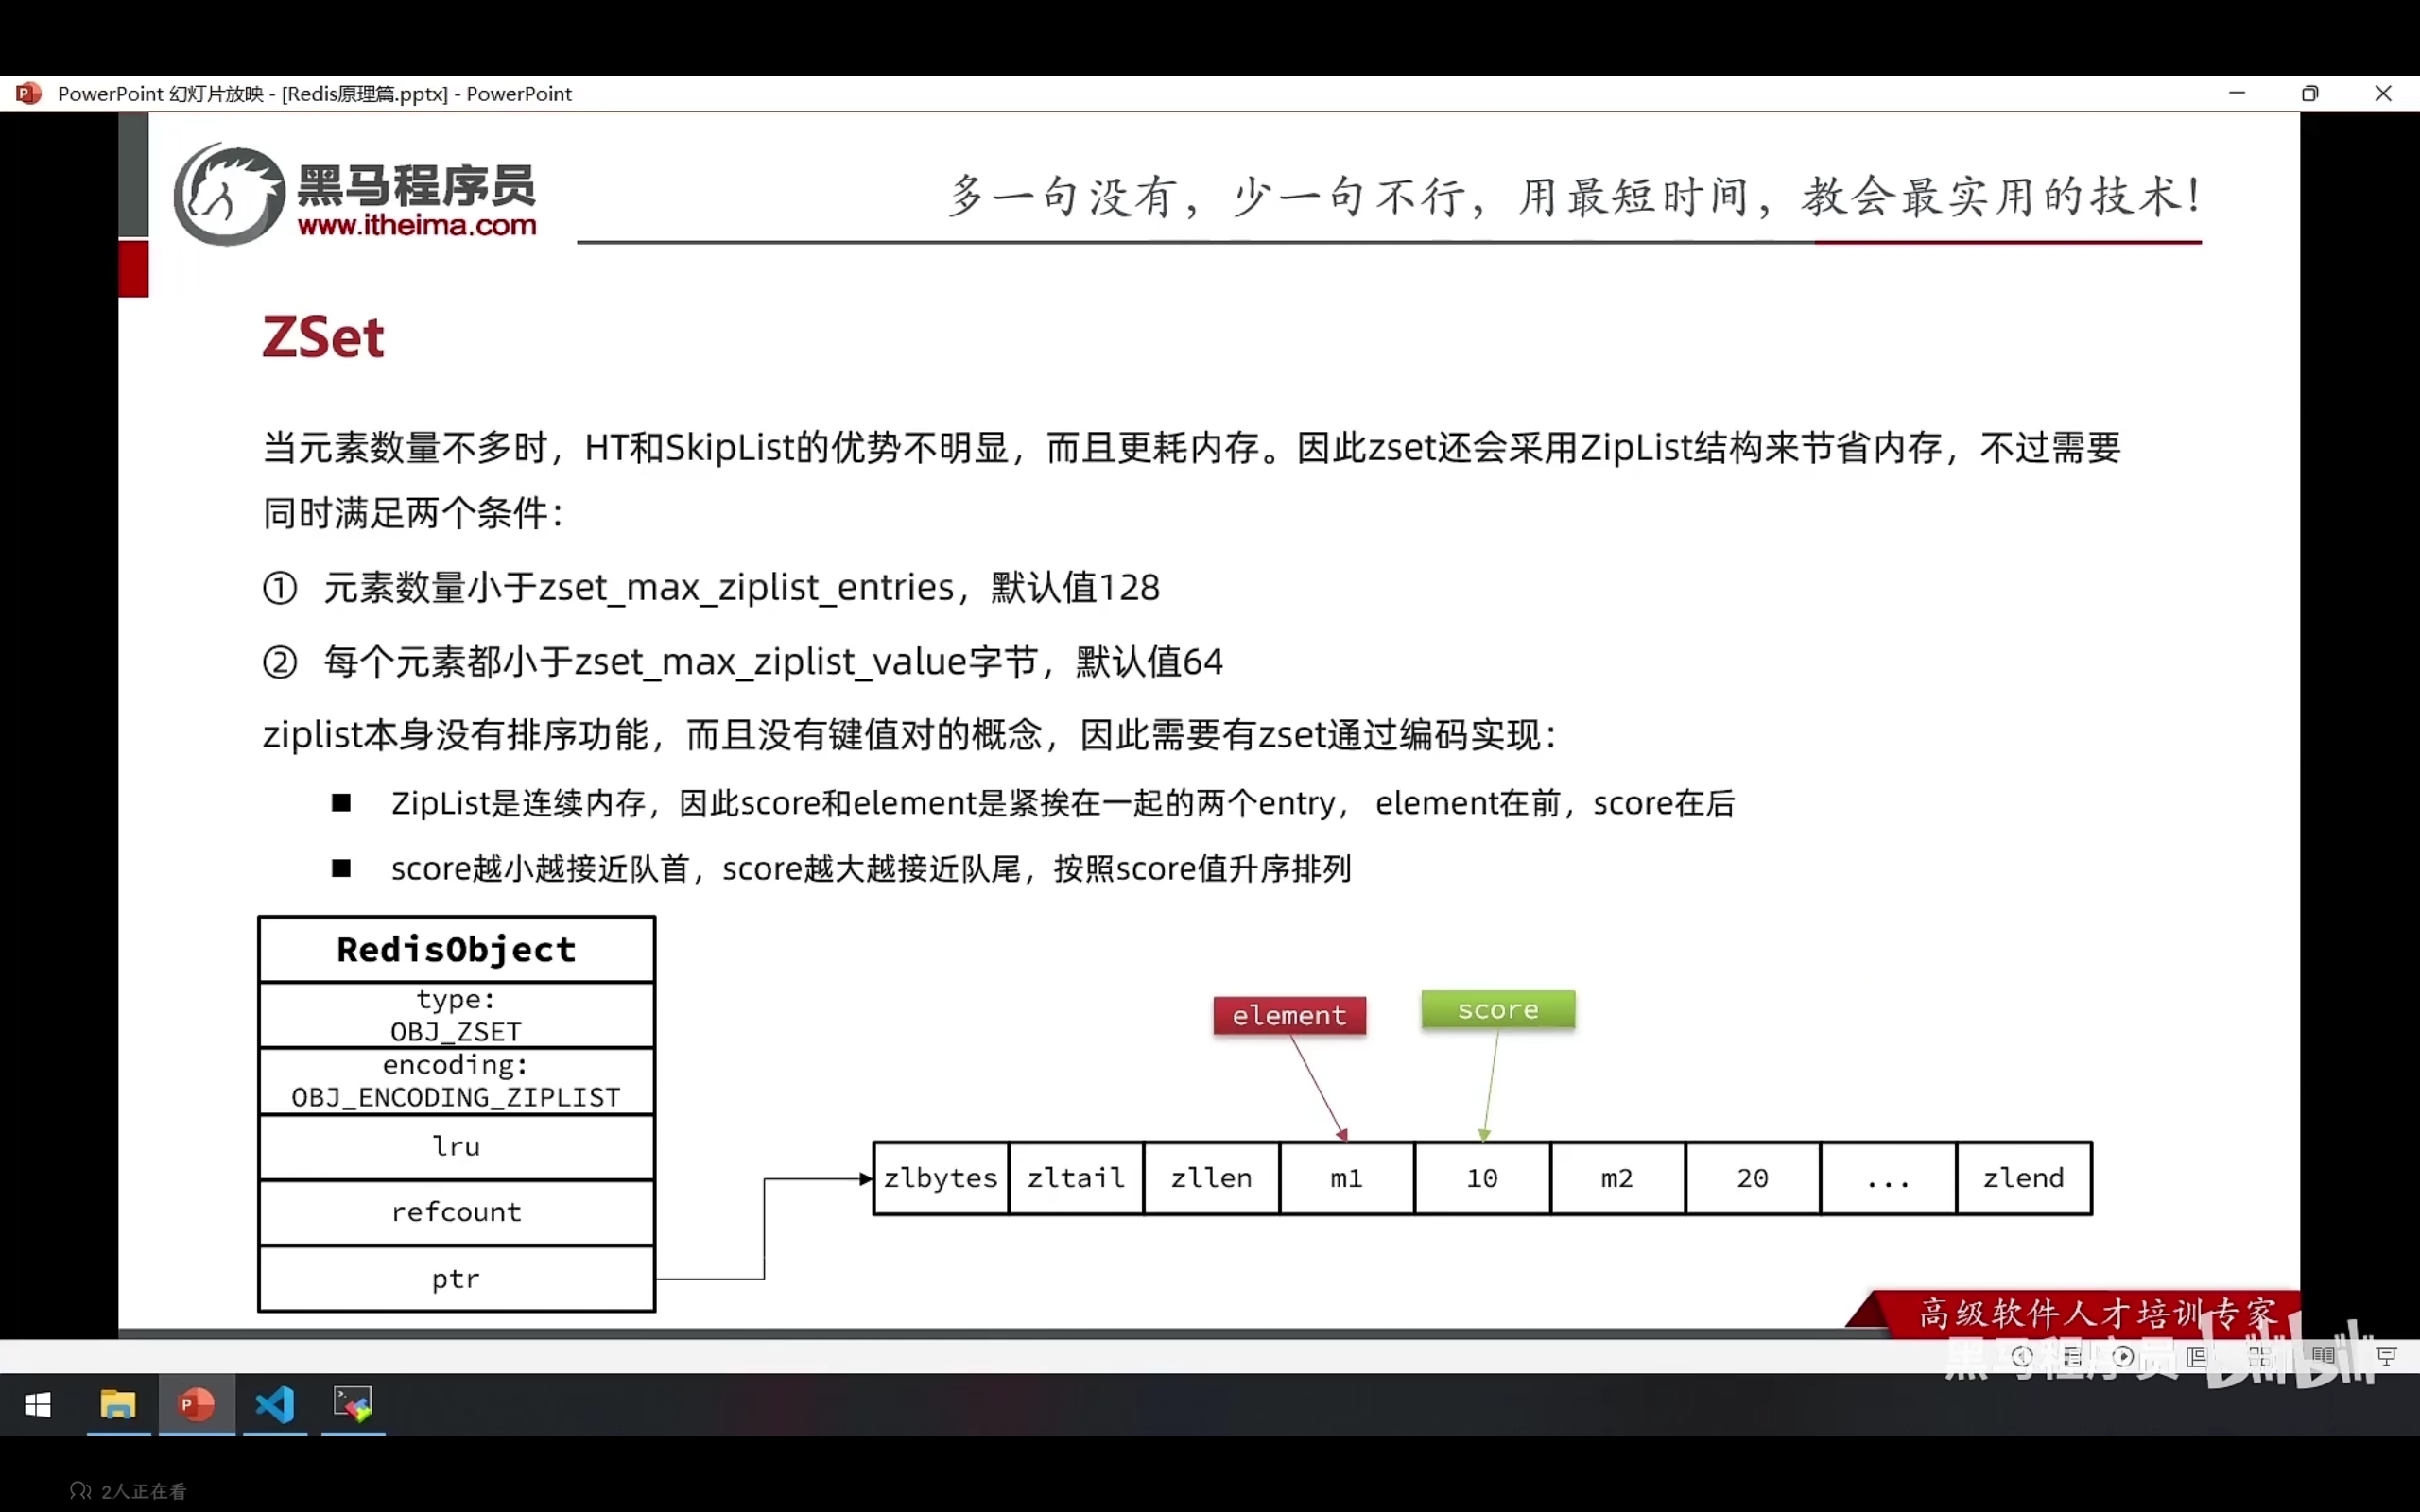 PowerPoint 幻灯片放映 - [Redis原理篇.pptx] - PowerPoint
黑马程序员
www.itheima.com
多一句没有，少一句不行，用最短时间，教会最实用的技术！
ZSet
当元素数量不多时，HT和SkipList的优势不明显，而且更耗内存。因此zset还会采用ZipList结构来节省内存，不过需要
同时满足两个条件：
① 元素数量小于zset_max_ziplist_entries，默认值128
② 每个元素都小于zset_max_ziplist_value字节，默认值64
ziplist本身没有排序功能，而且没有键值对的概念，因此需要有zset通过编码实现：
■ ZipList是连续内存，因此score和element是紧挨在一起的两个entry， element在前，score在后
■ score越小越接近队首，score越大越接近队尾，按照score值升序排列
RedisObject
type:
OBJ_ZSET
encoding:
OBJ_ENCODING_ZIPLIST
lru
refcount
ptr
element
score
zlbytes zltail zllen m1 10 m2 20 ... zlend
高级软件人才培训专家
黑马程序员 bilibili
2人正在看